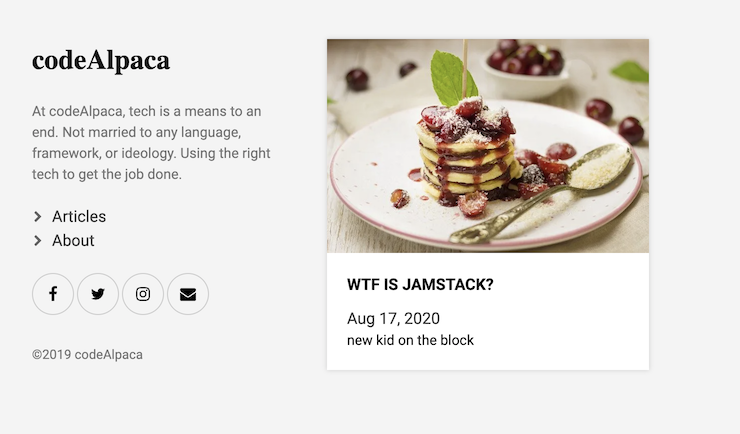 codeAlpaca
At codeAlpaca, tech is a means to an
end. Not married to any language,
framework, or ideology. Using the right
tech to get the job done.
Articles
About
©2019 codeAlpaca
WTF IS JAMSTACK?
Aug 17, 2020
new kid on the block